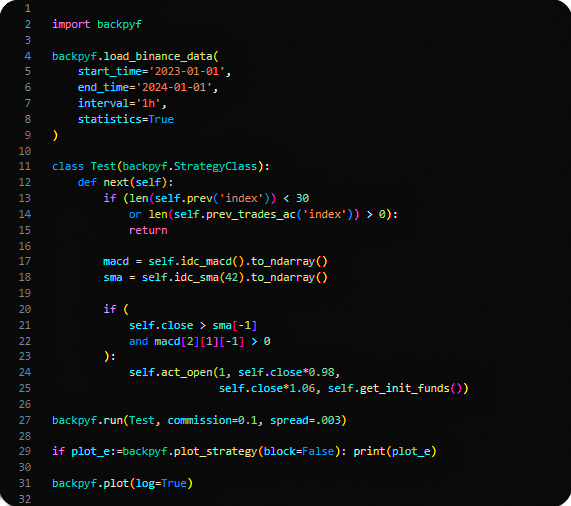 1
2 import backpyf
3
4 backpyf.load_binance_data(
5     start_time='2023-01-01',
6     end_time='2024-01-01',
7     interval='1h',
8     statistics=True
9 )
10
11 class Test(backpyf.StrategyClass):
12     def next(self):
13         if (len(self.prev('index')) < 30
14             or len(self.prev_trades_ac('index')) > 0):
15             return
16
17         macd = self.idc_macd().to_ndarray()
18         sma = self.idc_sma(42).to_ndarray()
19
20         if (
21             self.close > sma[-1]
22             and macd[2][1][-1] > 0
23         ):
24             self.act_open(1, self.close*0.98,
25                           self.close*1.06, self.get_init_funds())
26
27 backpyf.run(Test, commission=0.1, spread=.003)
28
29 if plot_e:=backpyf.plot_strategy(block=False): print(plot_e)
30
31 backpyf.plot(log=True)
32